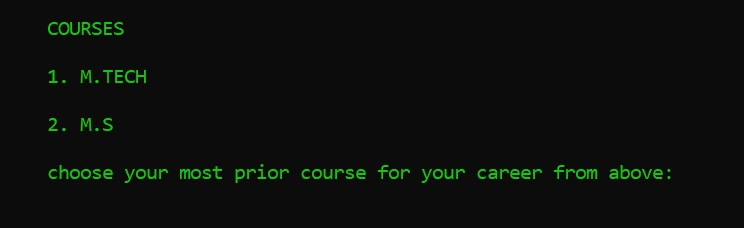 COURSES
1. M.TECH
2. M.S
choose your most prior course for your career from above: